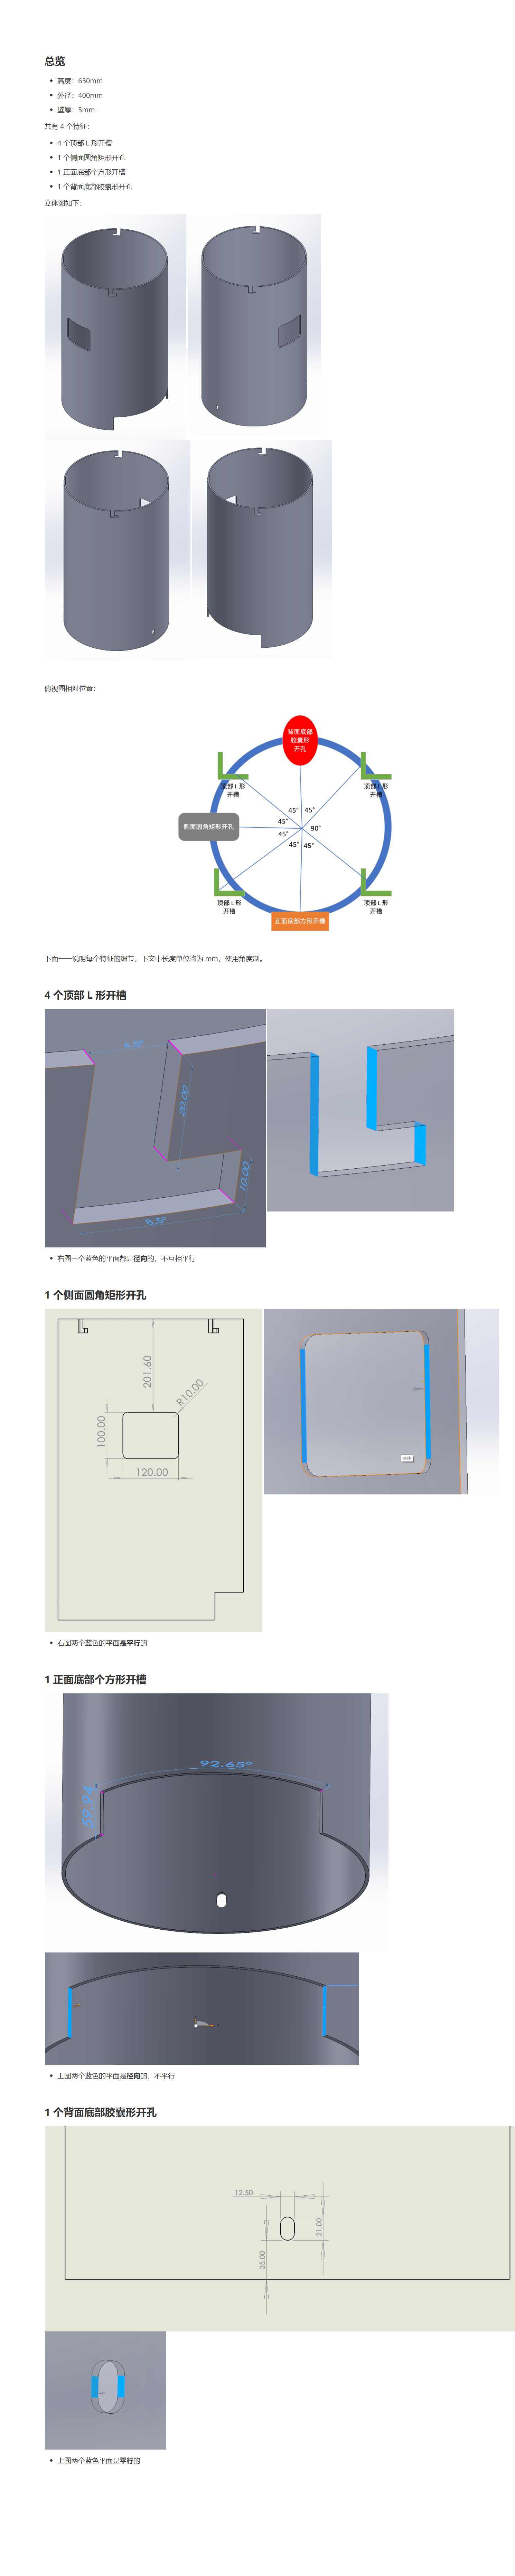 总览
高度：650mm
外径：400mm
壁厚：5mm
共有 4 个特征：
4 个顶部 L 形开槽
1 个侧面圆角矩形开孔
1 正面底部个方形开槽
1 个背面底部胶囊形开孔
立体图如下：
俯视图相对位置：
背面底部
胶囊形
开孔
顶部 L 形
开槽
顶部 L 形
开槽
45°
45°
45°
侧面圆角矩形开孔
90°
45°
45°
45°
顶部 L 形
开槽
顶部 L 形
开槽
正面底部方形开槽
下面一一说明每个特征的细节，下文中长度单位均为 mm，使用角度制。
4 个顶部 L 形开槽
20.00
10.00
右图三个蓝色的平面都是径向的，不互相平行
1 个侧面圆角矩形开孔
201.60
R10.00
100.00
120.00
右图两个蓝色的平面是平行的
1 正面底部个方形开槽
92.65°
59.94
上图两个蓝色的平面是径向的，不平行
1 个背面底部胶囊形开孔
12.50
21.00
35.00
上图两个蓝色平面是平行的